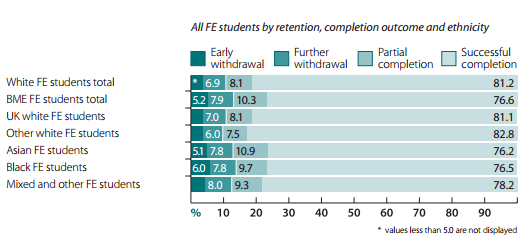 All FE students by retention, completion outcome and ethnicity
Early withdrawal
Further withdrawal
Partial completion
Successful completion
White FE students total * 6.9 8.1 81.2
BME FE students total 5.2 7.9 10.3 76.6
UK white FE students 7.0 8.1 81.1
Other white FE students 6.0 7.5 82.8
Asian FE students 5.1 7.8 10.9 76.2
Black FE students 6.0 7.8 9.7 76.5
Mixed and other FE students 8.0 9.3 78.2
% 10 20 30 40 50 60 70 80 90
* values less than 5.0 are not displayed